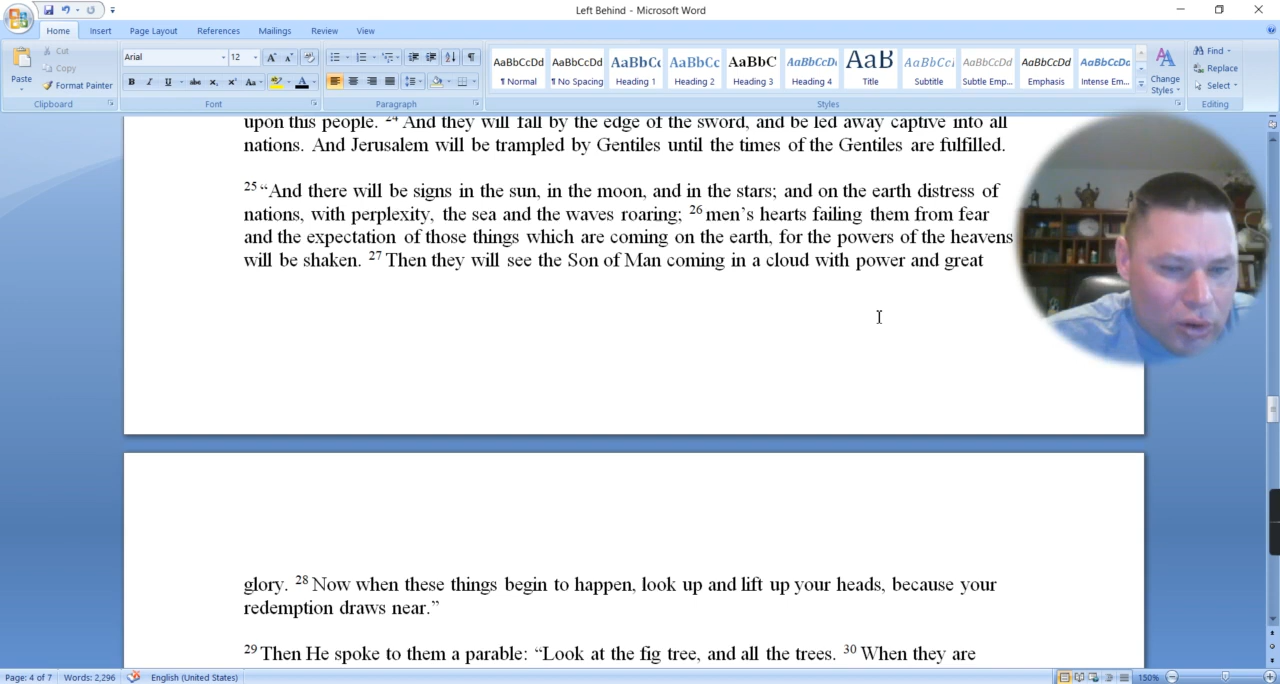 Left Behind - Microsoft Word
Home Insert Page Layout References Mailings Review View
Cut
Copy
Format Painter
Paste
Clipboard
Arial 12
Font
Paragraph
AaBbCcDd AaBbCcDd AaBbCc AaBbCc AaBbC AaBbCcDd AaB AaBbCcl AaBbCcDd AaBbCcDd AaBbCcDd
¶ Normal ¶ No Spacing Heading 1 Heading 2 Heading 3 Heading 4 Title Subtitle Subtle Emp... Emphasis Intense Em...
Change Styles
Styles
Find
Replace
Select
Editing
upon this people. 24 And they will fall by the edge of the sword, and be led away captive into all
nations. And Jerusalem will be trampled by Gentiles until the times of the Gentiles are fulfilled.
25 “And there will be signs in the sun, in the moon, and in the stars; and on the earth distress of
nations, with perplexity, the sea and the waves roaring; 26 men’s hearts failing them from fear
and the expectation of those things which are coming on the earth, for the powers of the heavens
will be shaken. 27 Then they will see the Son of Man coming in a cloud with power and great
glory. 28 Now when these things begin to happen, look up and lift up your heads, because your
redemption draws near.”
29 Then He spoke to them a parable: “Look at the fig tree, and all the trees. 30 When they are
Page: 4 of 7 Words: 2,296 English (United States) 150%